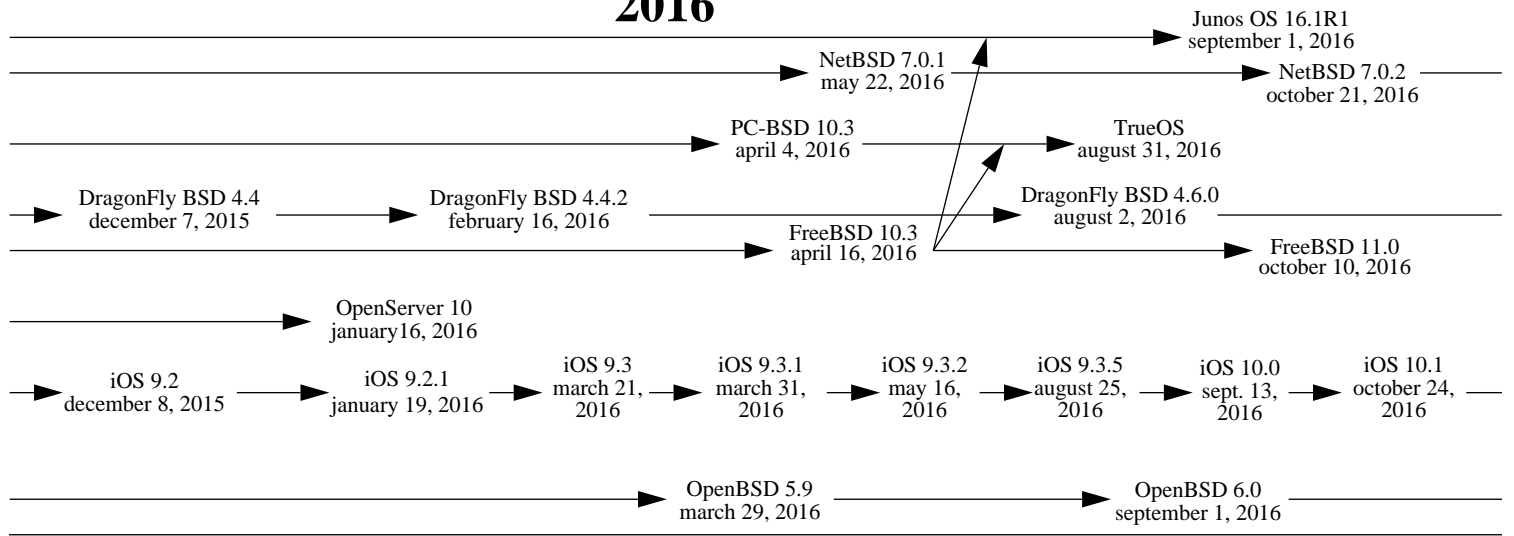 2016
Junos OS 16.1R1
september 1, 2016
NetBSD 7.0.1
may 22, 2016
NetBSD 7.0.2
october 21, 2016
PC-BSD 10.3
april 4, 2016
TrueOS
august 31, 2016
DragonFly BSD 4.4
december 7, 2015
DragonFly BSD 4.4.2
february 16, 2016
DragonFly BSD 4.6.0
august 2, 2016
FreeBSD 10.3
april 16, 2016
FreeBSD 11.0
october 10, 2016
OpenServer 10
january16, 2016
iOS 9.2
december 8, 2015
iOS 9.2.1
january 19, 2016
iOS 9.3
march 21,
2016
iOS 9.3.1
march 31,
2016
iOS 9.3.2
may 16,
2016
iOS 9.3.5
august 25,
2016
iOS 10.0
sept. 13,
2016
iOS 10.1
october 24,
2016
OpenBSD 5.9
march 29, 2016
OpenBSD 6.0
september 1, 2016